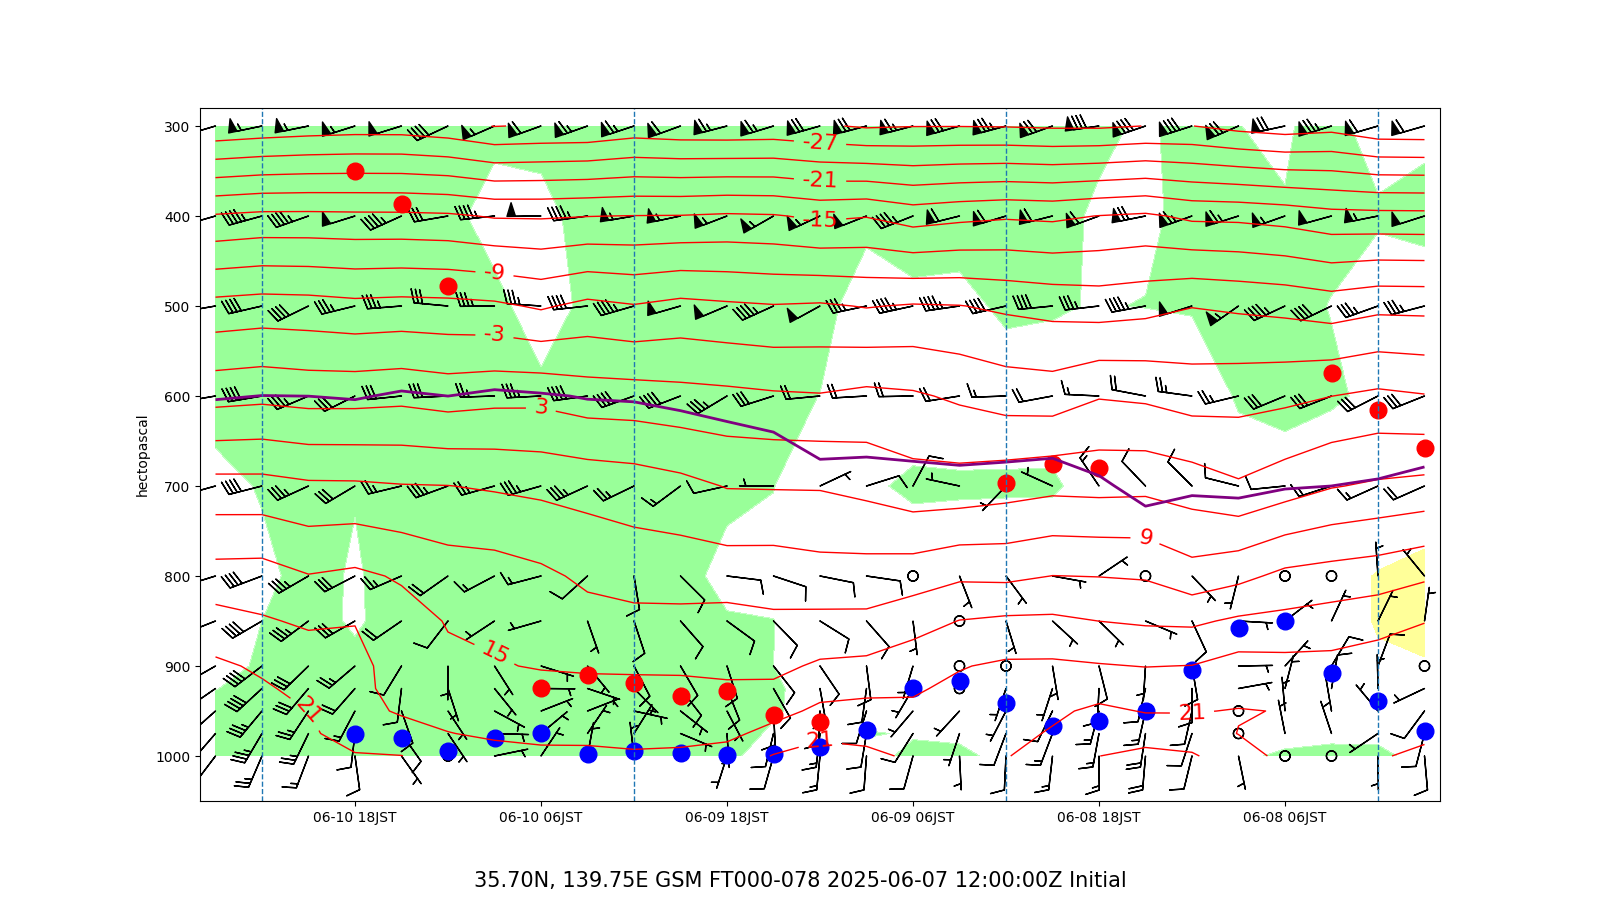 300
400
500
600
700
800
900
1000
hectopascal
-27
-21
-15
-9
-3
3
9
15
21
21
21
06-10 18JST
06-10 06JST
06-09 18JST
06-09 06JST
06-08 18JST
06-08 06JST
35.70N, 139.75E GSM FT000-078 2025-06-07 12:00:00Z Initial